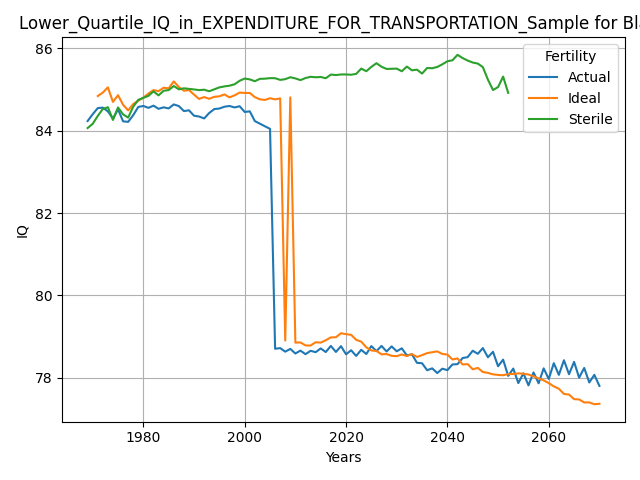 Lower_Quartile_IQ_in_EXPENDITURE_FOR_TRANSPORTATION_Sample for Bl
86
84
82
80
78
IQ
Fertility
Actual
Ideal
Sterile
1980
2000
2020
2040
2060
Years